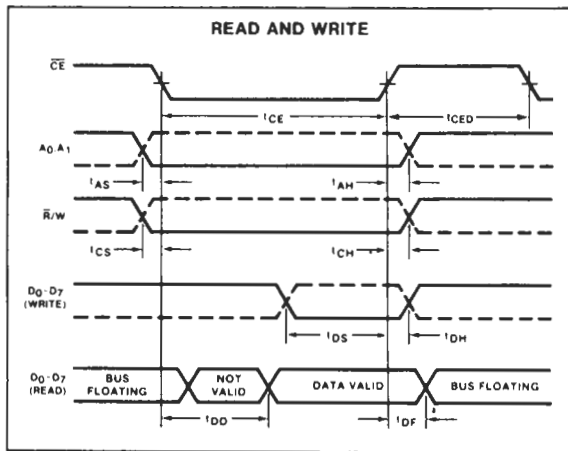 READ AND WRITE
CE
tCE
tCED
A0.A1
tAS
tAH
R/W
tCS
tCH
D0-D7
(WRITE)
tDS
tDH
D0-D7
(READ)
BUS
FLOATING
NOT
VALID
DATA VALID
BUS FLOATING
tDD
tDF